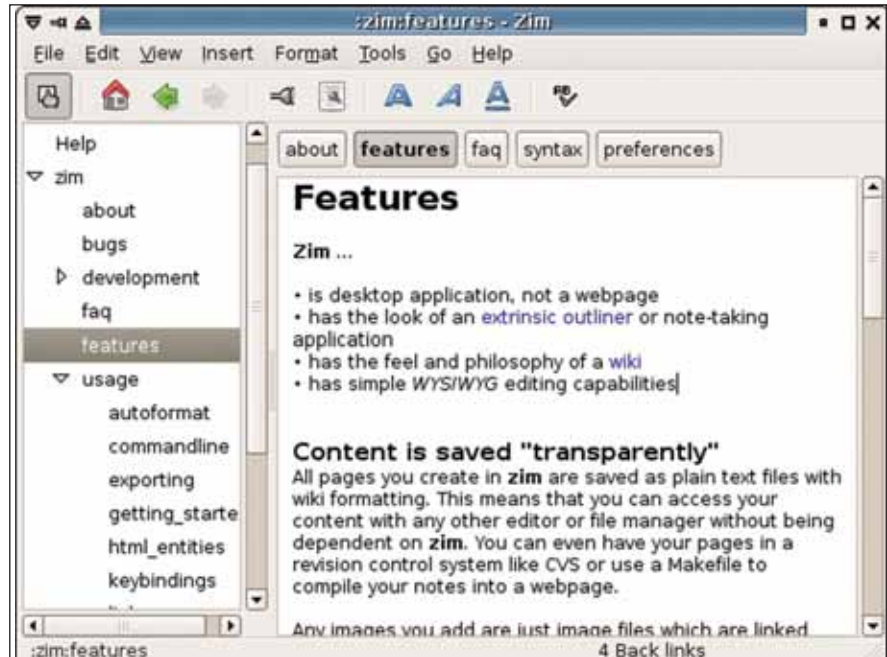 :zim:features - Zim
File Edit View Insert Format Tools Go Help
Help
zim
about
bugs
development
faq
features
usage
autoformat
commandline
exporting
getting_starte
html_entities
keybindings
about features faq syntax preferences
Features
Zim ...
• is desktop application, not a webpage
• has the look of an extrinsic outliner or note-taking
application
• has the feel and philosophy of a wiki
• has simple WYSIWYG editing capabilities
Content is saved "transparently"
All pages you create in zim are saved as plain text files with
wiki formatting. This means that you can access your
content with any other editor or file manager without being
dependent on zim. You can even have your pages in a
revision control system like CVS or use a Makefile to
compile your notes into a webpage.
Any images you add are just image files which are linked
:zim:features 4 Back links